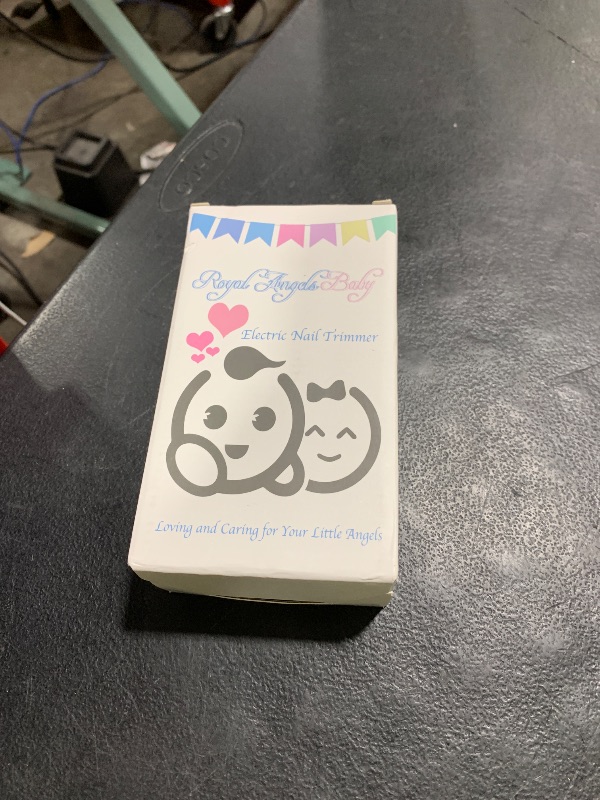 Royal Angels Baby
Electric Nail Trimmer
Loving and Caring for Your Little Angels